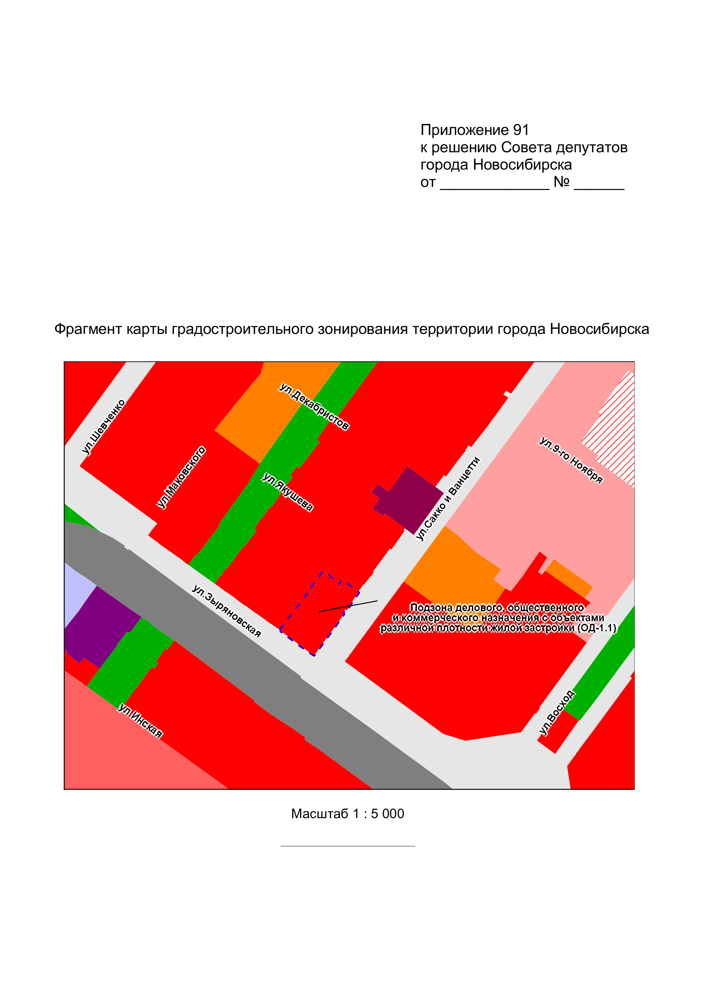 Приложение 91
к решению Совета депутатов
города Новосибирска
от _____________ № ______
Фрагмент карты градостроительного зонирования территории города Новосибирска
ул.Декабристов
ул.Шевченко
ул.9-го Ноября
ул.Маковского
ул.Якушева
ул.Сакко и Ванцетти
ул.Зыряновская
Подзона делового, общественного
и коммерческого назначения с объектами
различной плотности жилой застройки (ОД-1.1)
ул.Восход
ул.Инская
Масштаб 1 : 5 000